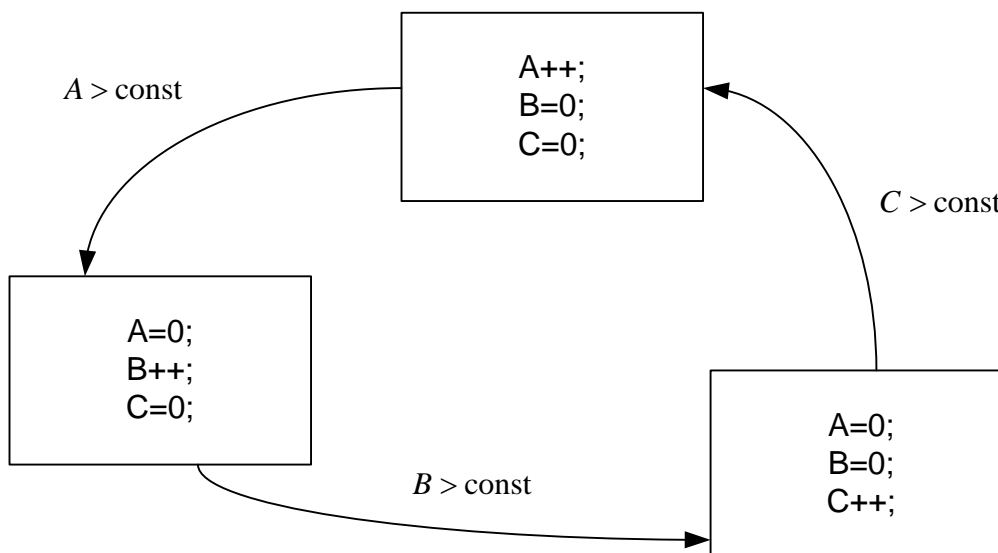 A++;
B=0;
C=0;
A > const
C > const
A=0;
B++;
C=0;
B > const
A=0;
B=0;
C++;